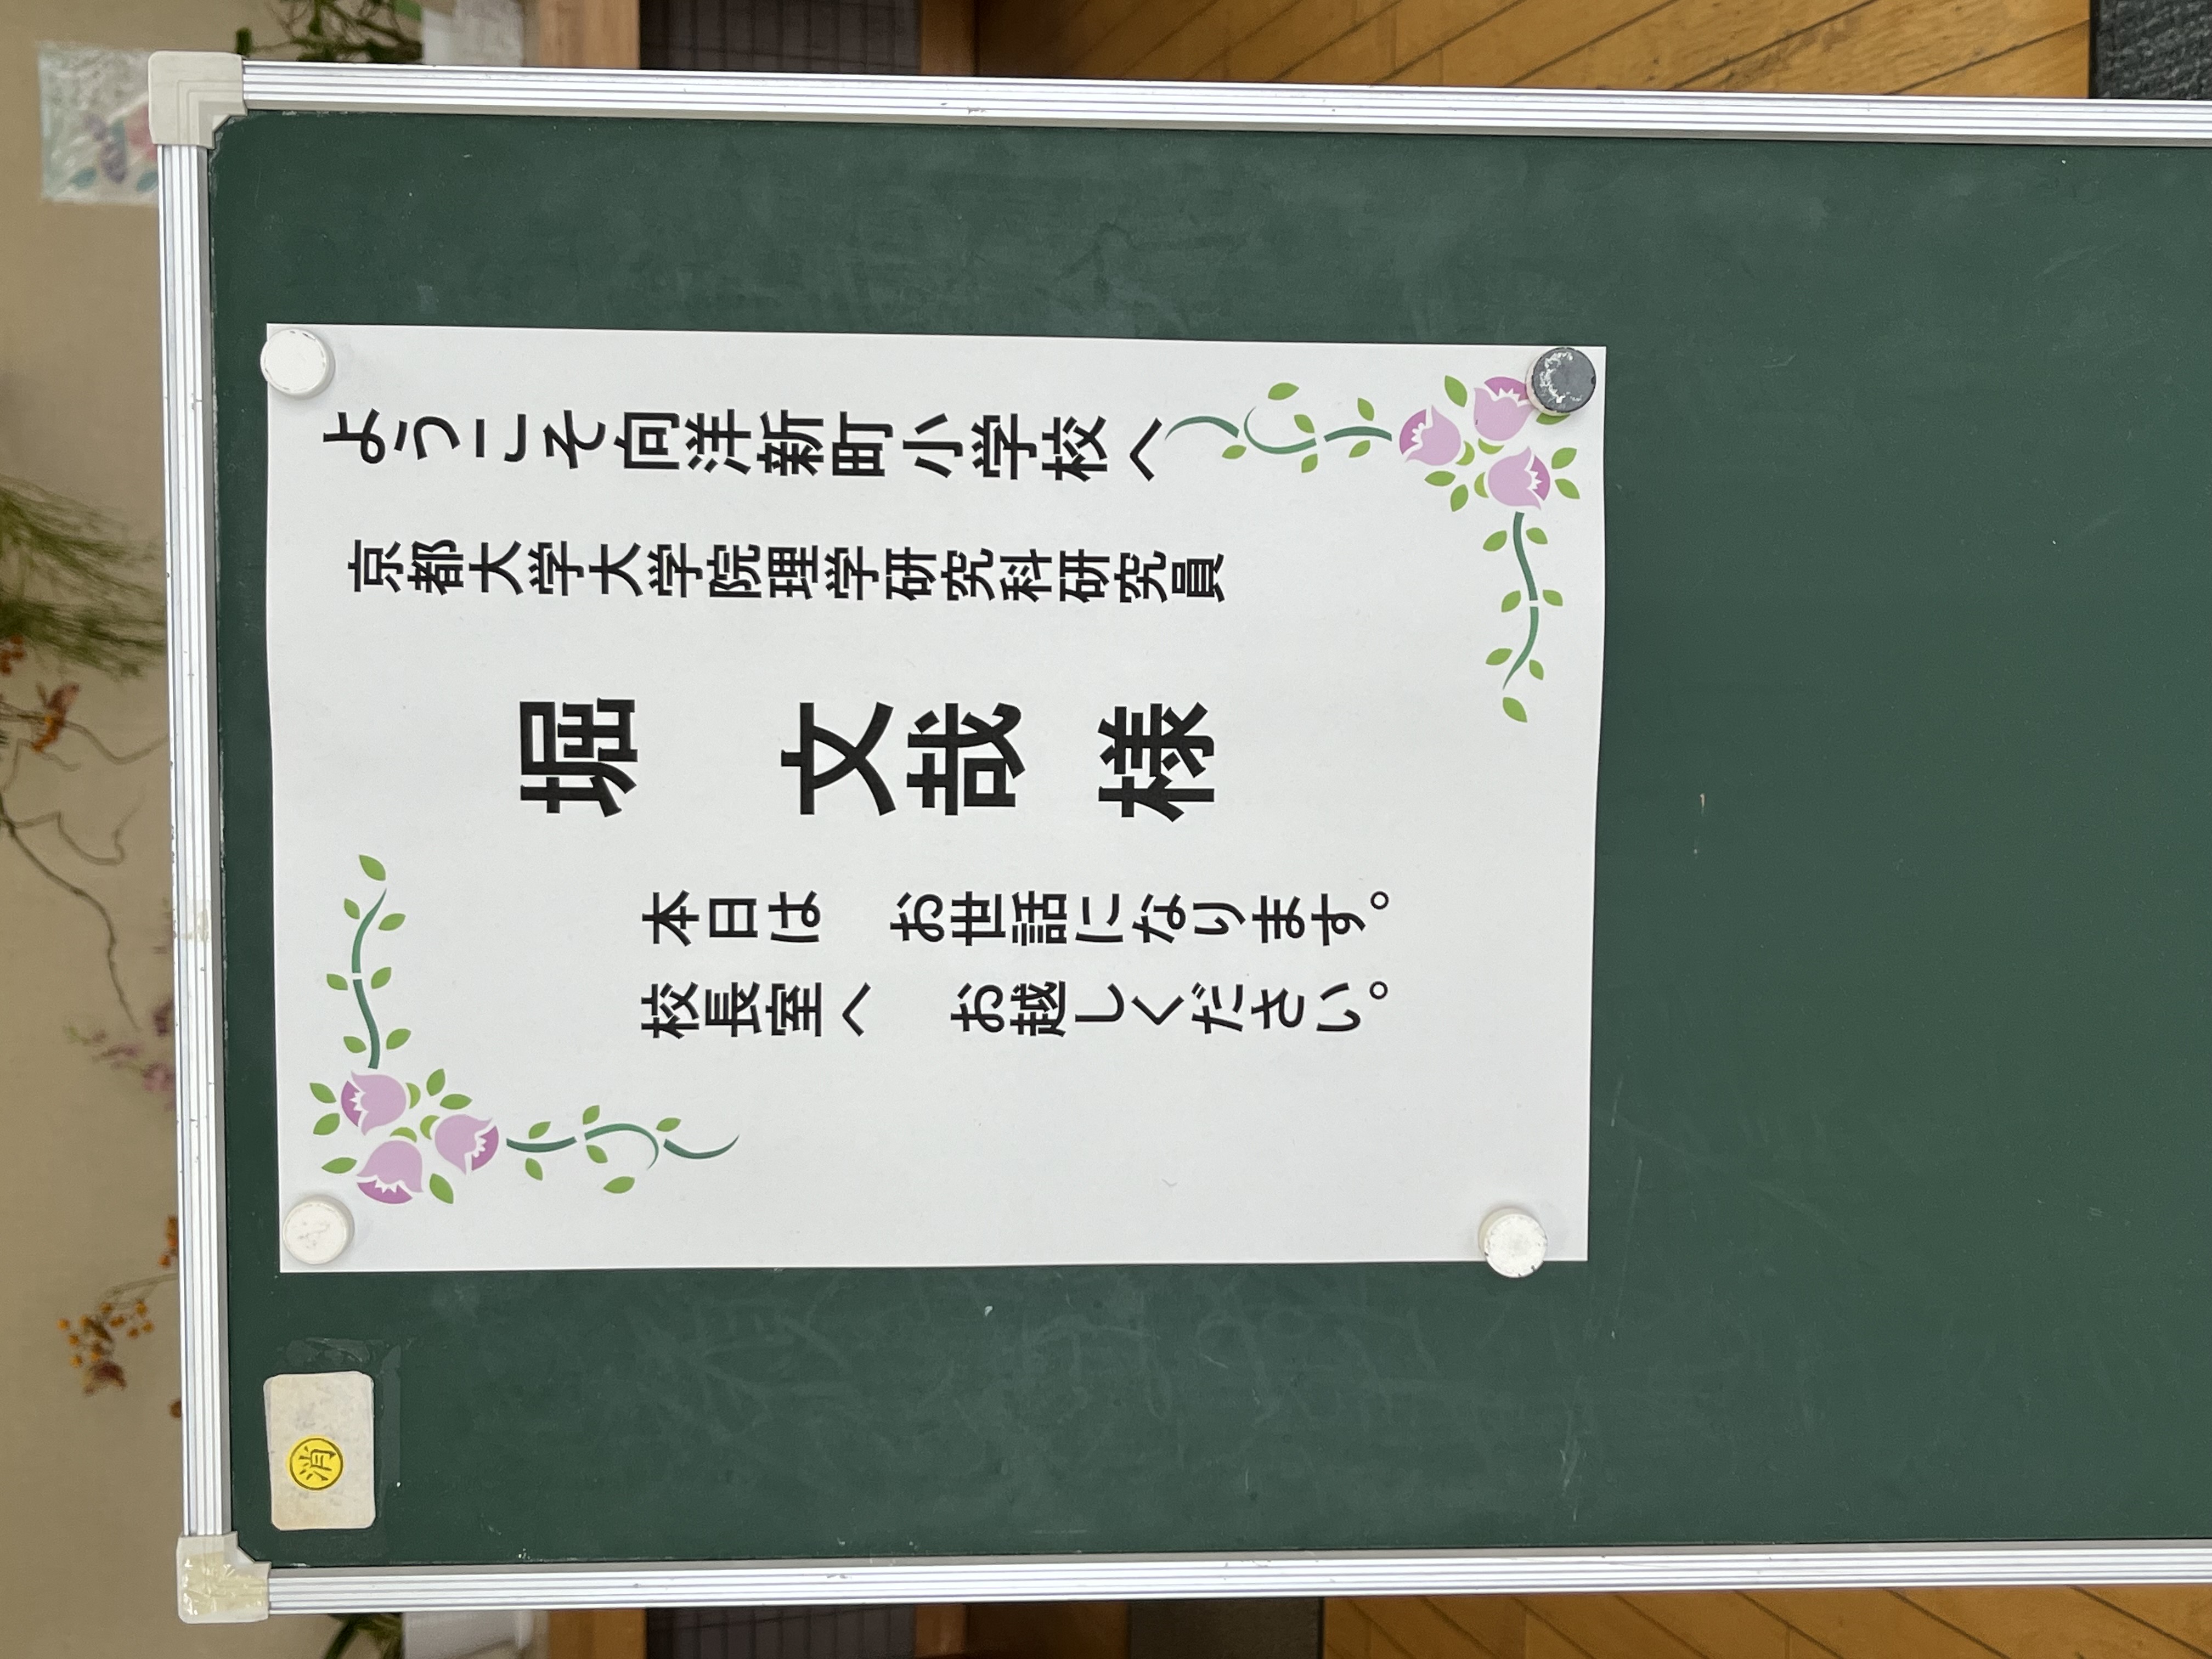 ようこそ向洋新町小学校へ
京都大学大学院理学研究科研究員
堀　文哉　様
本日は　お世話になります。
校長室へ　お越しください。
消